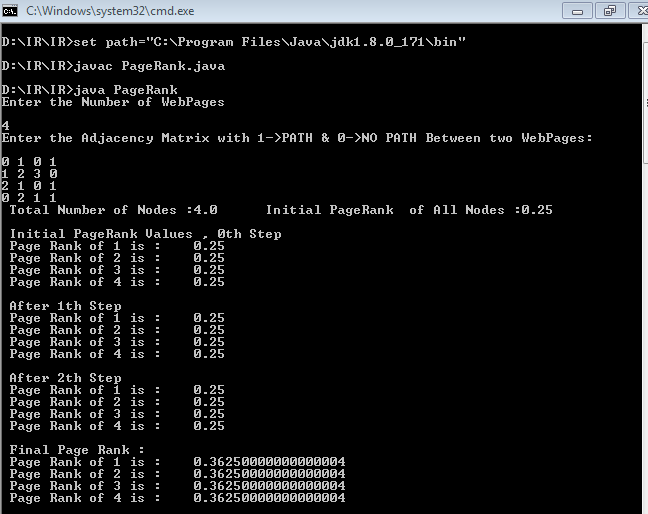 C:\Windows\system32\cmd.exe
D:\IR\IR>set path="C:\Program Files\Java\jdk1.8.0_171\bin"
D:\IR\IR>javac PageRank.java
D:\IR\IR>java PageRank
Enter the Number of WebPages
4
Enter the Adjacency Matrix with 1->PATH & 0->NO PATH Between two WebPages:
0 1 0 1
1 2 3 0
2 1 0 1
0 2 1 1
Total Number of Nodes :4.0 Initial PageRank of All Nodes :0.25
Initial PageRank Values , 0th Step
Page Rank of 1 is : 0.25
Page Rank of 2 is : 0.25
Page Rank of 3 is : 0.25
Page Rank of 4 is : 0.25
After 1th Step
Page Rank of 1 is : 0.25
Page Rank of 2 is : 0.25
Page Rank of 3 is : 0.25
Page Rank of 4 is : 0.25
After 2th Step
Page Rank of 1 is : 0.25
Page Rank of 2 is : 0.25
Page Rank of 3 is : 0.25
Page Rank of 4 is : 0.25
Final Page Rank :
Page Rank of 1 is : 0.36250000000000004
Page Rank of 2 is : 0.36250000000000004
Page Rank of 3 is : 0.36250000000000004
Page Rank of 4 is : 0.36250000000000004